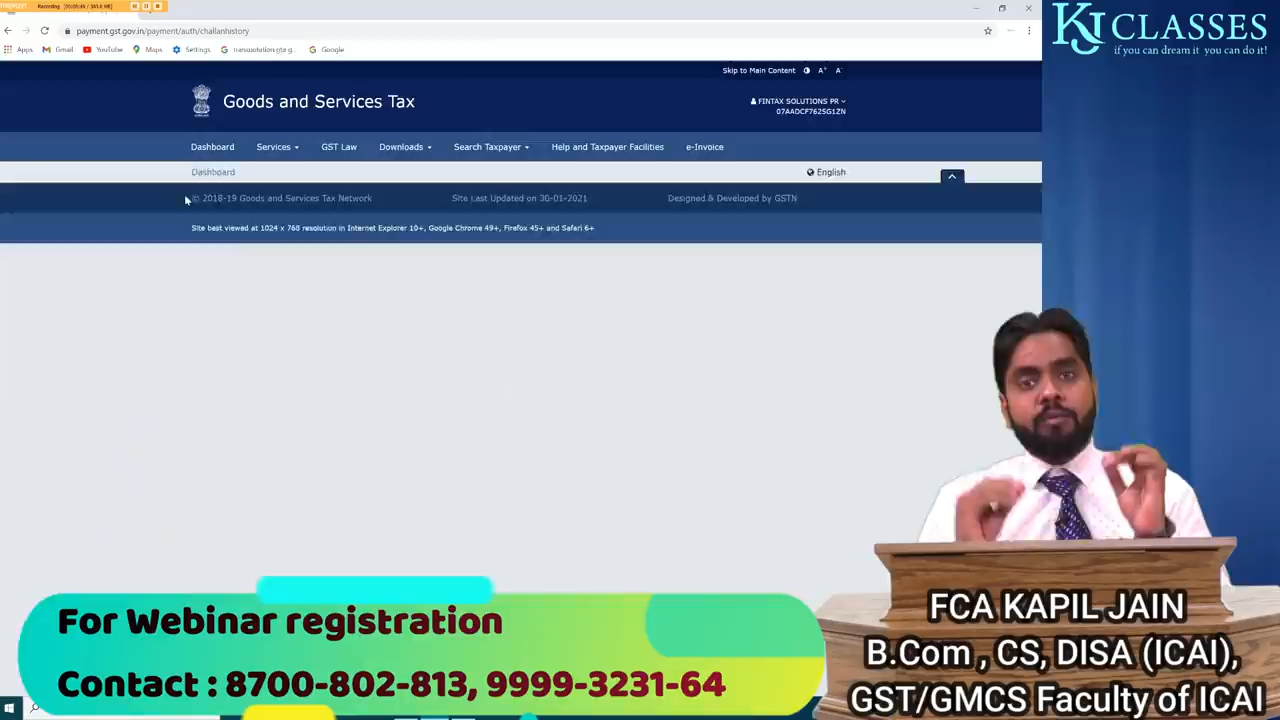 Recording
payment.gst.gov.in/payment/auth/challanhistory
Apps Gmail YouTube Maps Settings Google
KJ CLASSES
if you can dream it you can do it!
Skip to Main Content A+ A-
Goods and Services Tax
FINTAX SOLUTIONS PR
07AADCF7625G1ZN
Dashboard Services GST Law Downloads Search Taxpayer Help and Taxpayer Facilities e-Invoice
Dashboard English
© 2018-19 Goods and Services Tax Network Site Last Updated on 30-01-2021 Designed & Developed by GSTN
Site best viewed at 1024 x 768 resolution in Internet Explorer 10+, Google Chrome 49+, Firefox 45+ and Safari 6+
For Webinar registration
Contact : 8700-802-813, 9999-3231-64
FCA KAPIL JAIN
B.Com , CS, DISA (ICAI),
GST/GMCS Faculty of ICAI